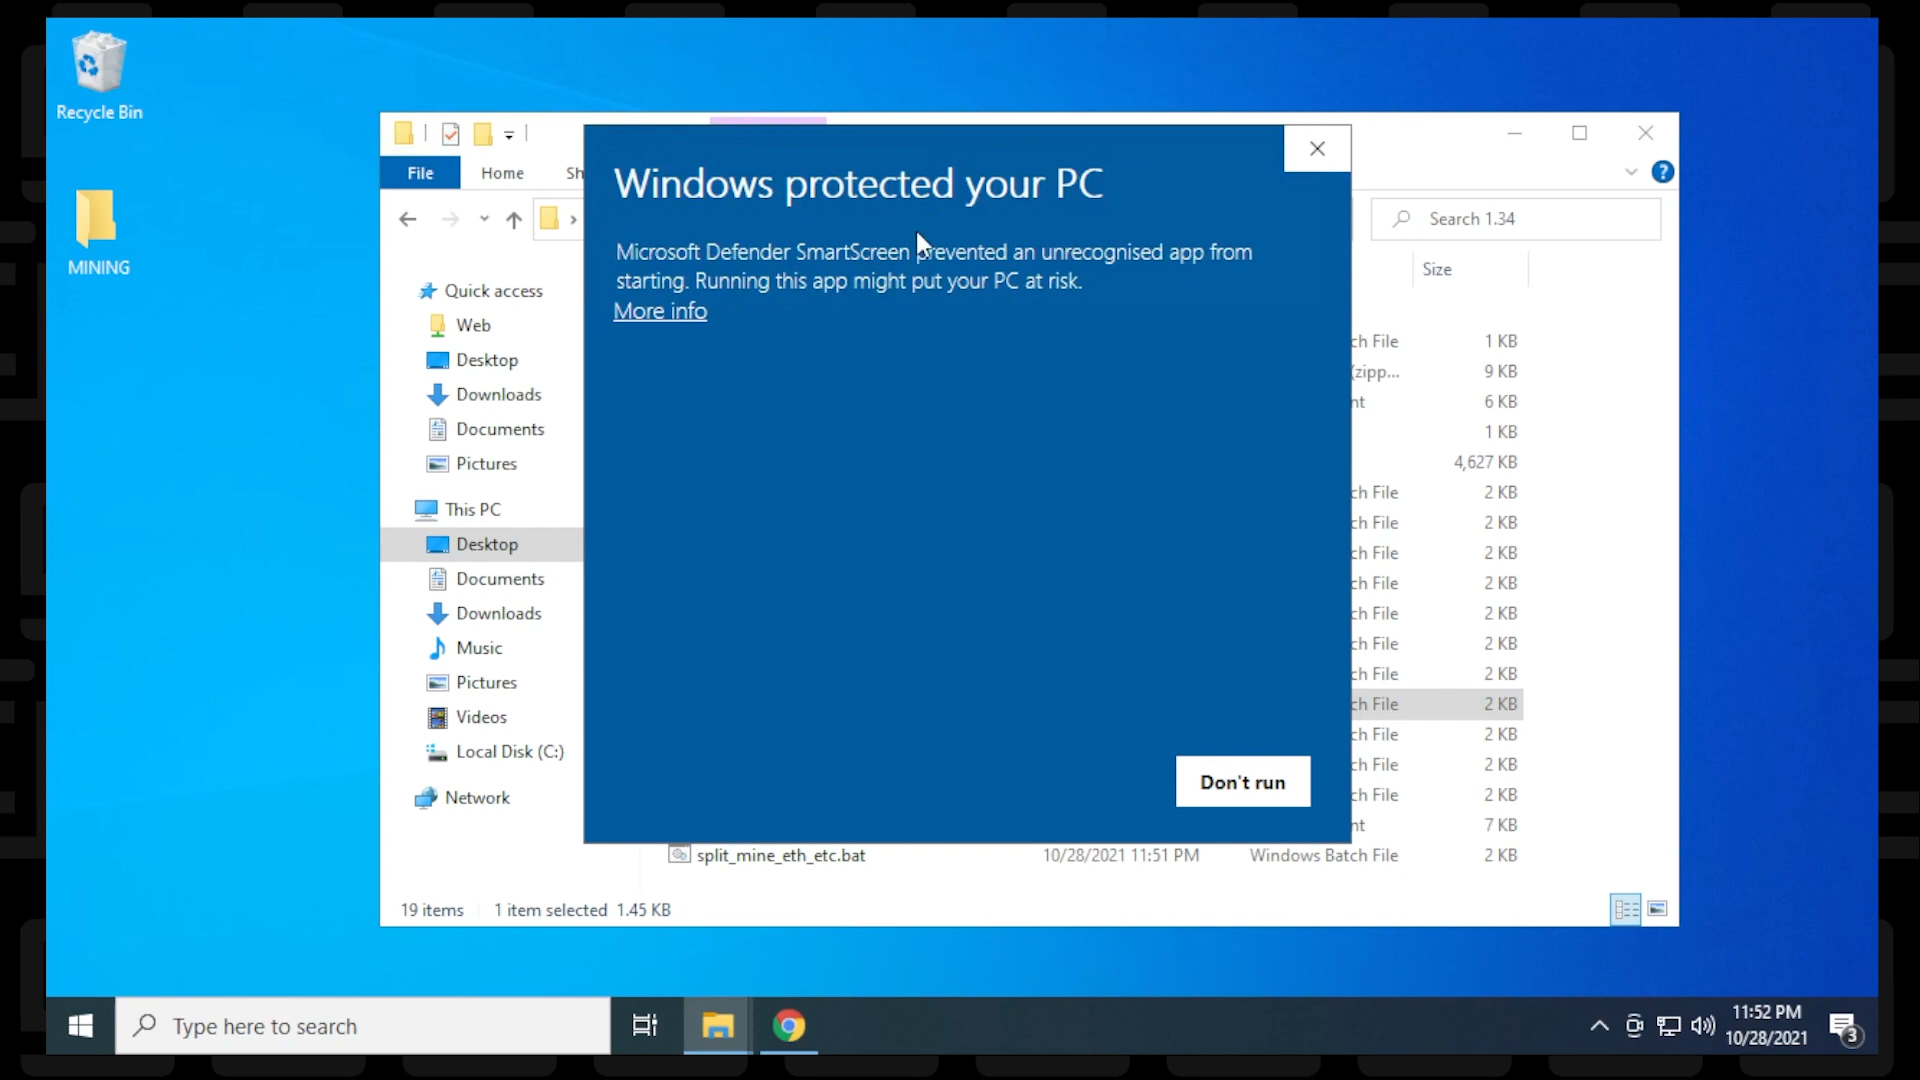 Recycle Bin
MINING
File
Home
Sh
Search 1.34
Quick access
Web
Desktop
Downloads
Documents
Pictures
This PC
Desktop
Documents
Downloads
Music
Pictures
Videos
Local Disk (C:)
Network
Windows protected your PC
Microsoft Defender SmartScreen prevented an unrecognised app from
starting. Running this app might put your PC at risk.
More info
Don't run
Size
ch File 1 KB
(zipp... 9 KB
nt 6 KB
1 KB
4,627 KB
ch File 2 KB
ch File 2 KB
ch File 2 KB
ch File 2 KB
ch File 2 KB
ch File 2 KB
ch File 2 KB
ch File 2 KB
ch File 2 KB
ch File 2 KB
ch File 2 KB
nt 7 KB
split_mine_eth_etc.bat 10/28/2021 11:51 PM Windows Batch File 2 KB
19 items 1 item selected 1.45 KB
Type here to search
11:52 PM
10/28/2021
3